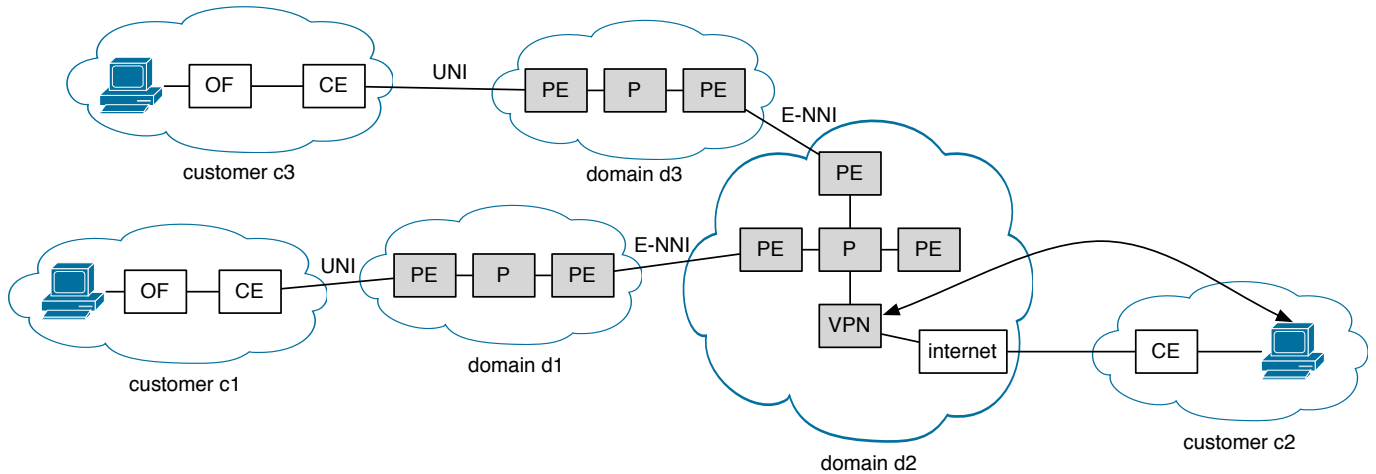 UNI
OF
CE
PE
P
PE
E-NNI
customer c3
domain d3
PE
UNI
E-NNI
PE
P
PE
OF
CE
PE
P
PE
VPN
internet
CE
customer c1
domain d1
customer c2
domain d2